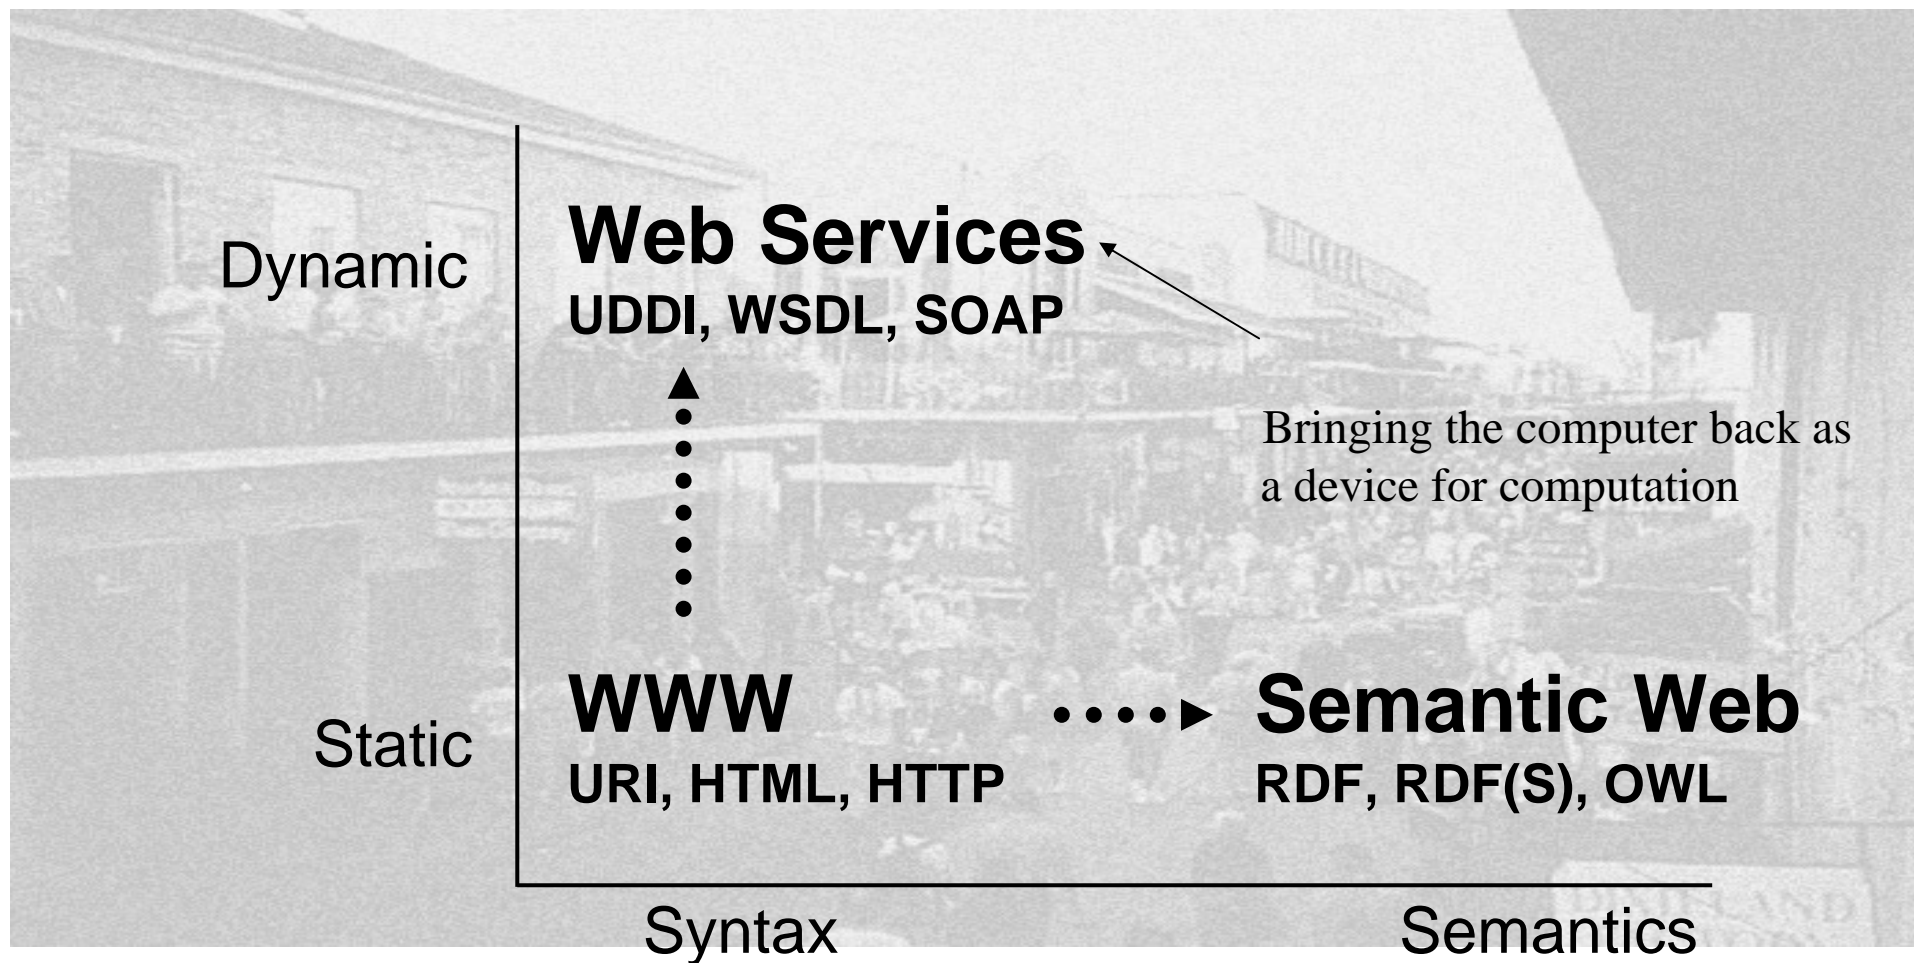 Dynamic
Web Services
UDDI, WSDL, SOAP
Bringing the computer back as
a device for computation
Static
WWW
URI, HTML, HTTP
Semantic Web
RDF, RDF(S), OWL
Syntax
Semantics